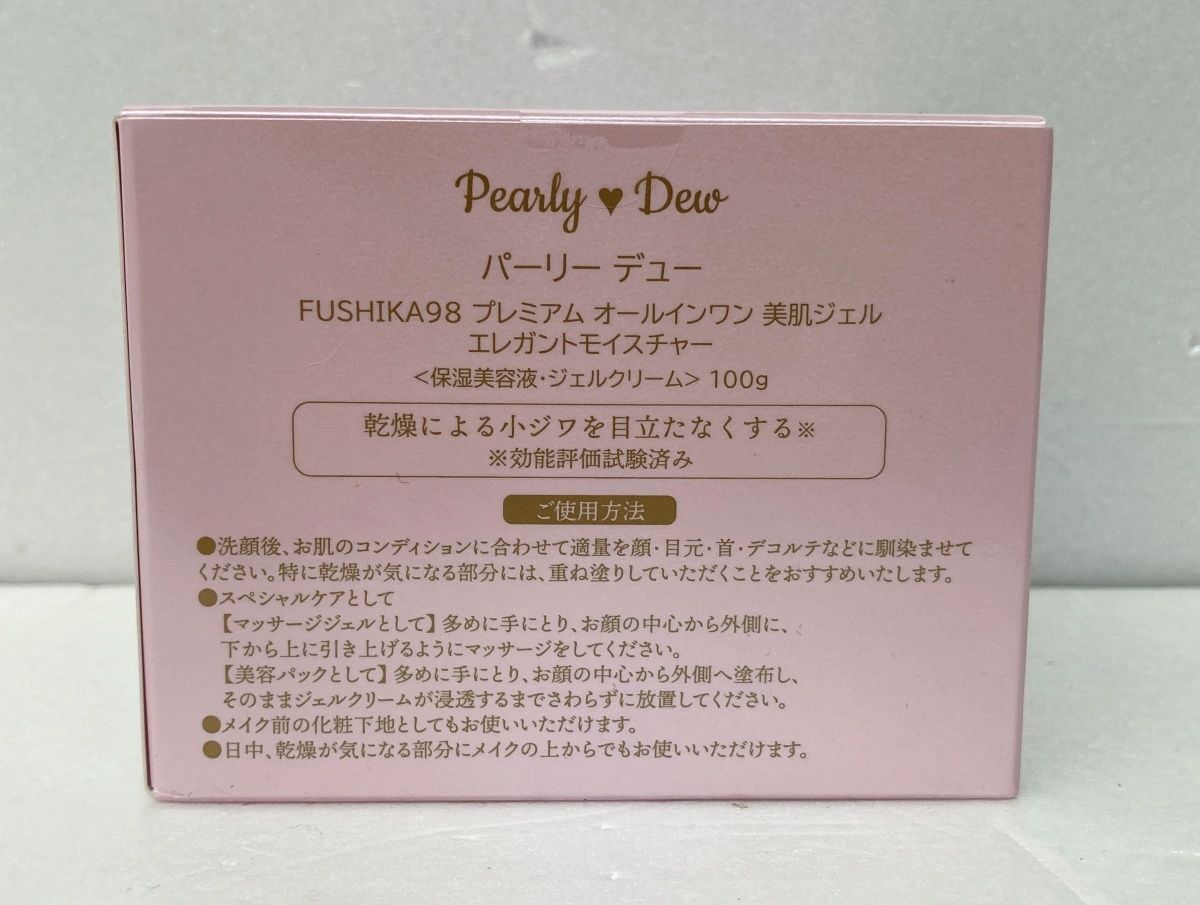 Pearly ♥ Dew
パーリー デュー
FUSHIKA98 プレミアム オールインワン 美肌ジェル
エレガントモイスチャー
<保湿美容液・ジェルクリーム> 100g
乾燥による小ジワを目立たなくする※
※効能評価試験済み
ご使用方法
●洗顔後、お肌のコンディションに合わせて適量を顔・目元・首・デコルテなどに馴染ませて
ください。特に乾燥が気になる部分には、重ね塗りしていただくことをおすすめいたします。
●スペシャルケアとして
【マッサージジェルとして】多めに手にとり、お顔の中心から外側に、
下から上に引き上げるようにマッサージをしてください。
【美容パックとして】多めに手にとり、お顔の中心から外側へ塗布し、
そのままジェルクリームが浸透するまでさわらずに放置してください。
●メイク前の化粧下地としてもお使いいただけます。
●日中、乾燥が気になる部分にメイクの上からでもお使いいただけます。